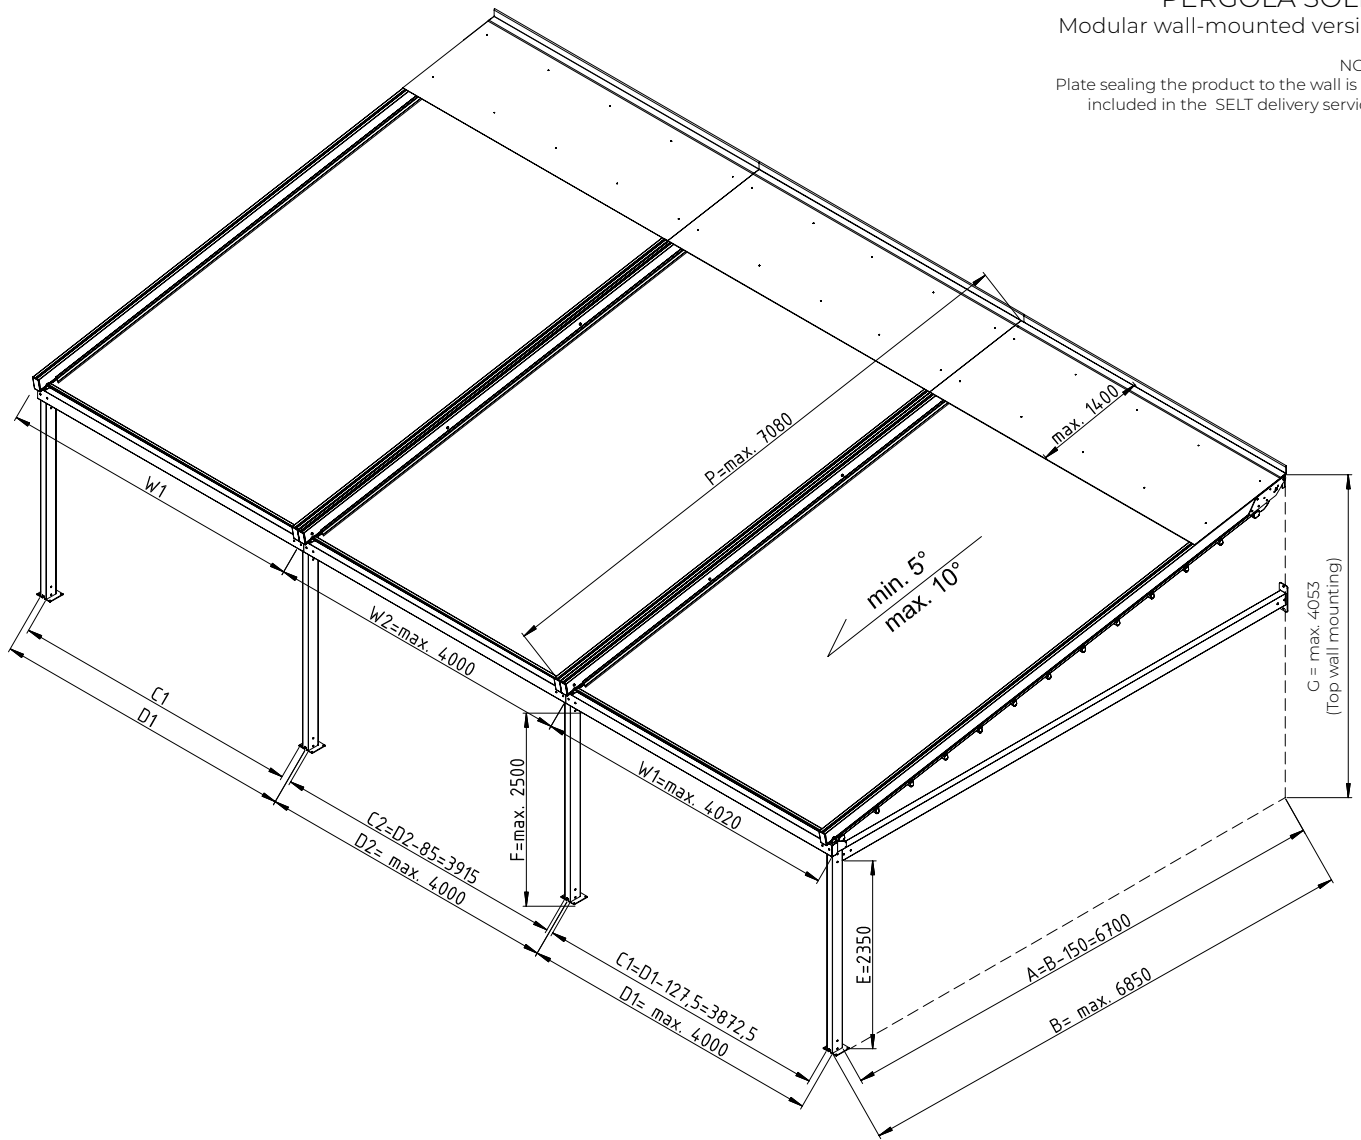 PERGOLA
Modular wall-mounted
Plate sealing the product to the wall is
included in the SELT delivery
max. 1400
P=max. 7080
min. 5°
max. 10°
W1
W2=max. 4000
W1=max. 4020
G = max. 4053
(Top wall mounting)
C1
D1
F=max. 2500
C2=D2-85=3915
D2= max. 4000
E=2350
C1=D1-127,5=3872,5
D1= max. 4000
A=B-150=6700
B= max. 6850